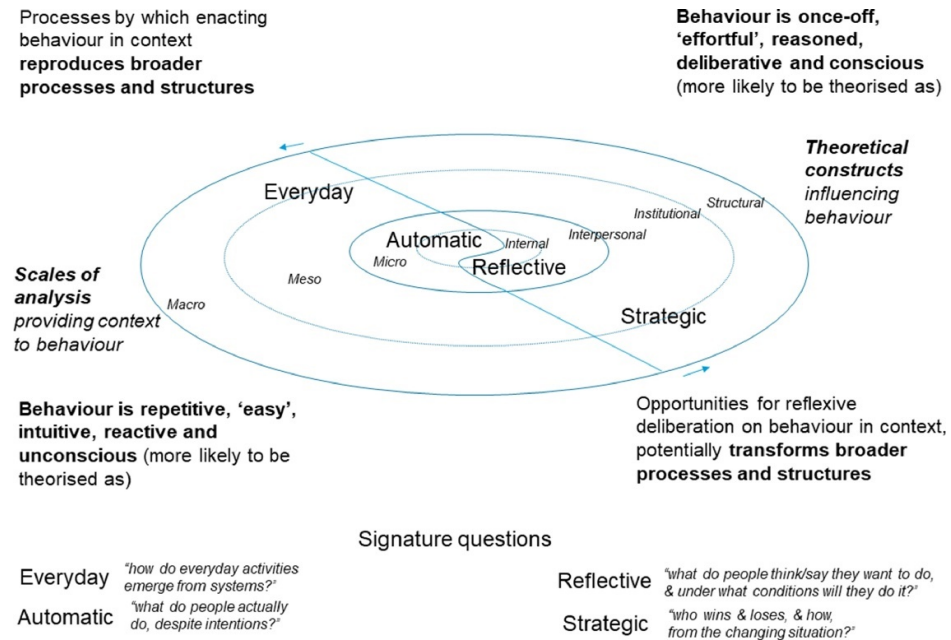 Processes by which enacting
behaviour in context
reproduces broader
processes and structures
Behaviour is once-off,
‘effortful’, reasoned,
deliberative and conscious
(more likely to be theorised as)
Theoretical
constructs
influencing
behaviour
Everyday
Structural
Institutional
Interpersonal
Automatic
Internal
Micro
Reflective
Meso
Scales of
analysis
providing context
to behaviour
Macro
Strategic
Behaviour is repetitive, ‘easy’,
intuitive, reactive and
unconscious (more likely to be
theorised as)
Opportunities for reflexive
deliberation on behaviour in context,
potentially transforms broader
processes and structures
Signature questions
Everyday
“how do everyday activities
emerge from systems?”
Automatic
“what do people actually
do, despite intentions?”
Reflective
“what do people think/say they want to do,
& under what conditions will they do it?”
Strategic
“who wins & loses, & how,
from the changing situation?”